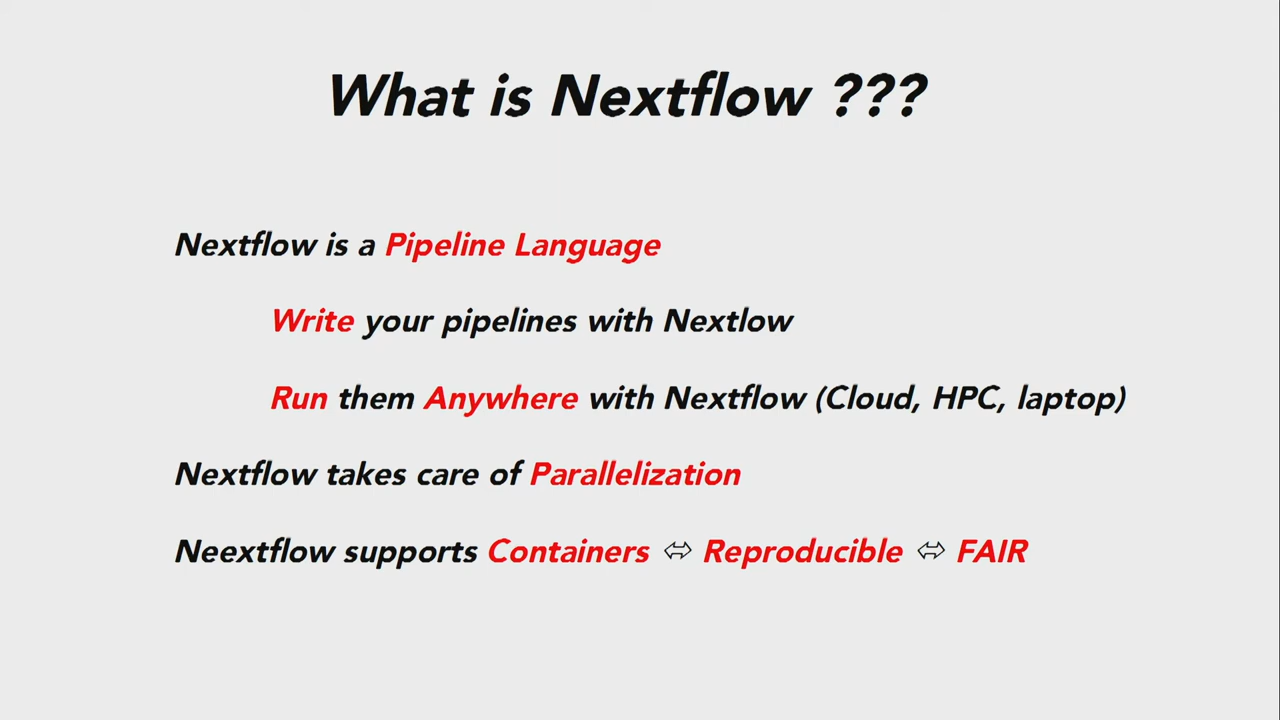 What is Nextflow ???
Nextflow is a Pipeline Language
Write your pipelines with Nextlow
Run them Anywhere with Nextflow (Cloud, HPC, laptop)
Nextflow takes care of Parallelization
Neextflow supports Containers ⬄ Reproducible ⬄ FAIR